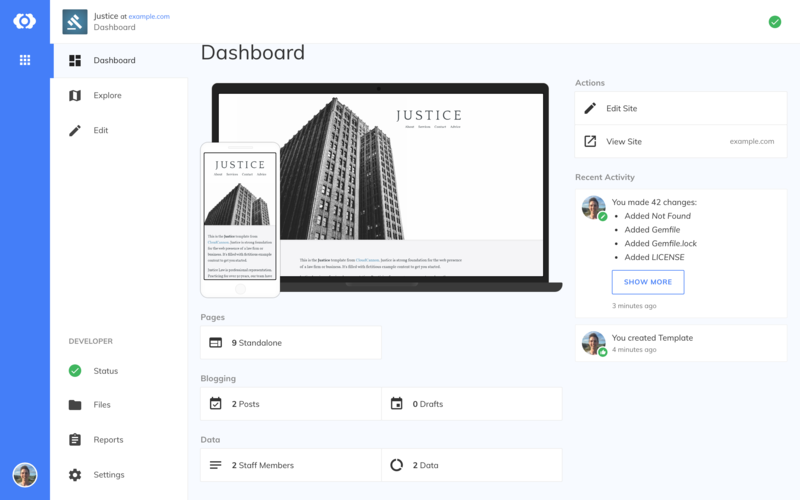 Justice at example.com
Dashboard
Dashboard
Explore
Edit
DEVELOPER
Status
Files
Reports
Settings
Dashboard
JUSTICE
About Services Contact Advice
This is the Justice template from CloudCannon. Justice is strong foundation for the web presence
of a law firm or business. It's filled with fictitious example content to get you started.
JUSTICE
About Services Contact Advice
This is the Justice template from
CloudCannon. Justice is strong foundation
for the web presence of a law firm or
business. It's filled with fictitious example
content to get you started.
Justice Law is professional representation.
Pages
9 Standalone
Blogging
2 Posts
0 Drafts
Data
2 Staff Members
2 Data
Actions
Edit Site
View Site example.com
Recent Activity
You made 42 changes:
• Added Not Found
• Added Gemfile
• Added Gemfile.lock
• Added LICENSE
SHOW MORE
3 minutes ago
You created Template
4 minutes ago